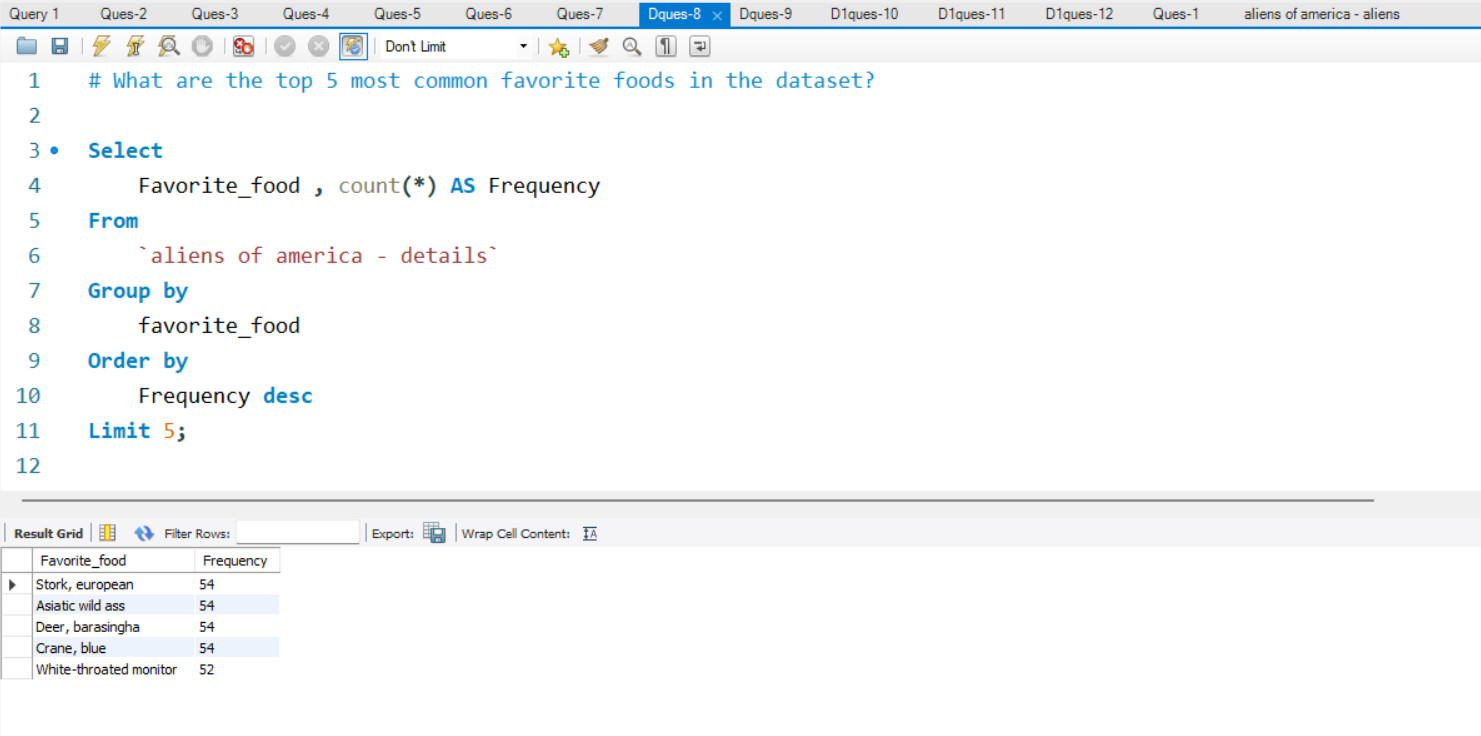 Query 1 Ques-2 Ques-3 Ques-4 Ques-5 Ques-6 Ques-7 Dques-8 Dques-9 D1ques-10 D1ques-11 D1ques-12 Ques-1 aliens of america - aliens
Don't Limit
1 # What are the top 5 most common favorite foods in the dataset?
2
3 Select
4 Favorite_food , count(*) AS Frequency
5 From
6 `aliens of america - details`
7 Group by
8 favorite_food
9 Order by
10 Frequency desc
11 Limit 5;
12
Result Grid Filter Rows: Export: Wrap Cell Content:
Favorite_food Frequency
Stork, european 54
Asiatic wild ass 54
Deer, barasingha 54
Crane, blue 54
White-throated monitor 52